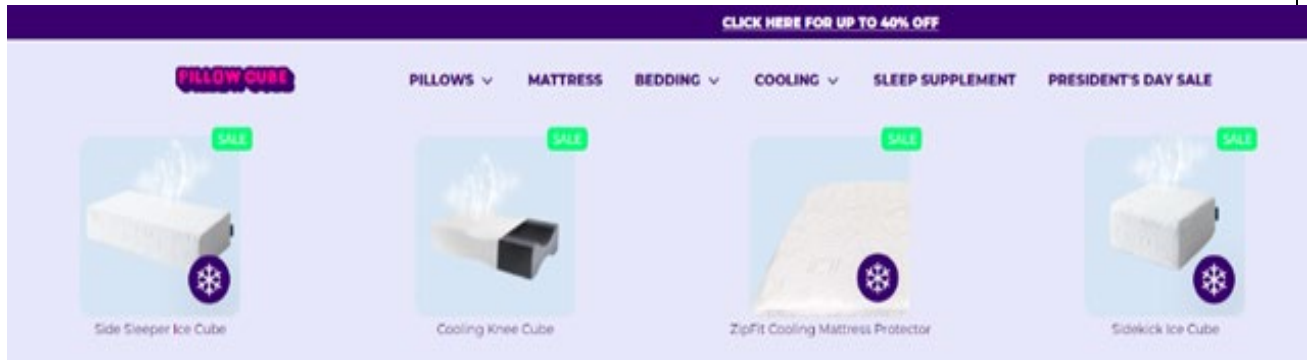 CLICK HERE FOR UP TO 40% OFF
PILLOW CUBE PILLOWS MATTRESS BEDDING COOLING SLEEP SUPPLEMENT PRESIDENT'S DAY SALE
SALE SALE SALE SALE
Side Sleeper Ice Cube Cooling Knee Cube ZipFit Cooling Mattress Protector Sidekick Ice Cube